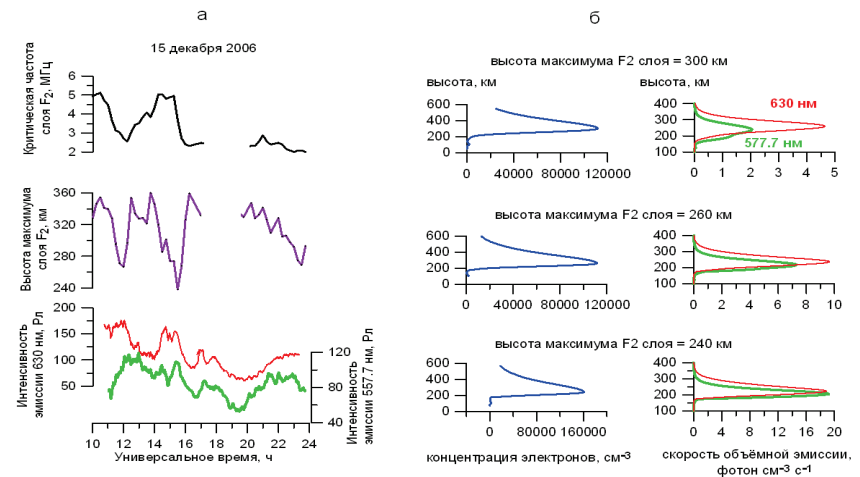 а
15 декабря 2006
Критическая частота
слоя F2, МГц
6
5
4
3
2
Высота максимума
слоя F2, км
360
320
280
240
Интенсивность
эмиссии 630 нм, Рл
200
150
100
50
120
80
40
Интенсивность
эмиссии 557.7 нм, Рл
10 12 14 16 18 20 22 24
Универсальное время, ч
б
высота максимума F2 слоя = 300 км
высота, км
600
400
200
0
0 40000 80000 120000
высота, км
400
300
200
100
630 нм
577.7 нм
0 1 2 3 4 5
высота максимума F2 слоя = 260 км
600
400
200
0
0 40000 80000 120000
400
300
200
100
0 2 4 6 8 10
высота максимума F2 слоя = 240 км
600
400
200
0
0 80000 160000
400
300
200
100
0 4 8 12 16 20
концентрация электронов, см-3
скорость объёмной эмиссии,
фотон см-3 с-1